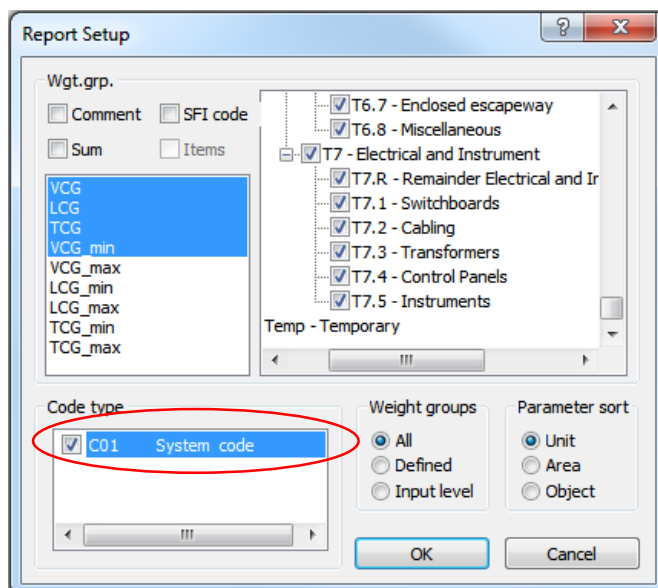 Report Setup
?
X
Wgt.grp.
Comment
SFI code
Sum
Items
VCG
LCG
TCG
VCG_min
VCG_max
LCG_min
LCG_max
TCG_min
TCG_max
T6.7 - Enclosed escapeway
T6.8 - Miscellaneous
T7 - Electrical and Instrument
T7.R - Remainder Electrical and Ir
T7.1 - Switchboards
T7.2 - Cabling
T7.3 - Transformers
T7.4 - Control Panels
T7.5 - Instruments
Temp - Temporary
Code type
C01 System code
Weight groups
All
Defined
Input level
Parameter sort
Unit
Area
Object
OK
Cancel